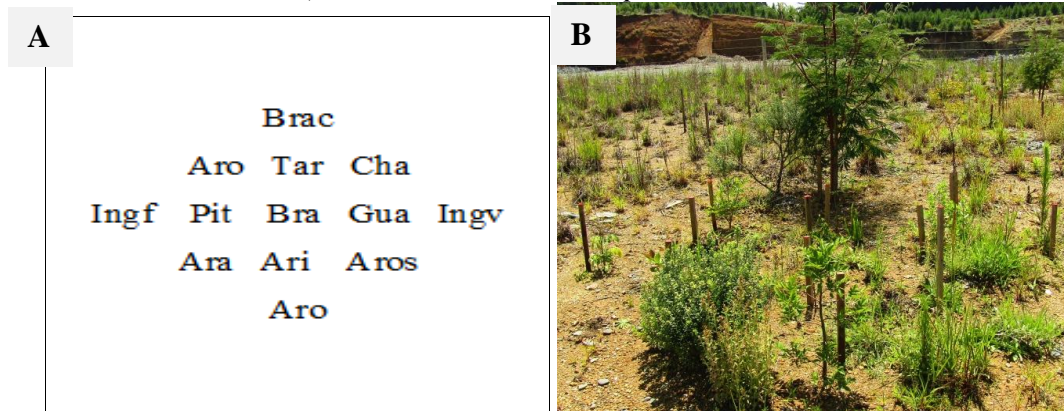 A
Brac
Aro Tar Cha
Ingf Pit Bra Gua Ingv
Ara Ari Aros
Aro
B